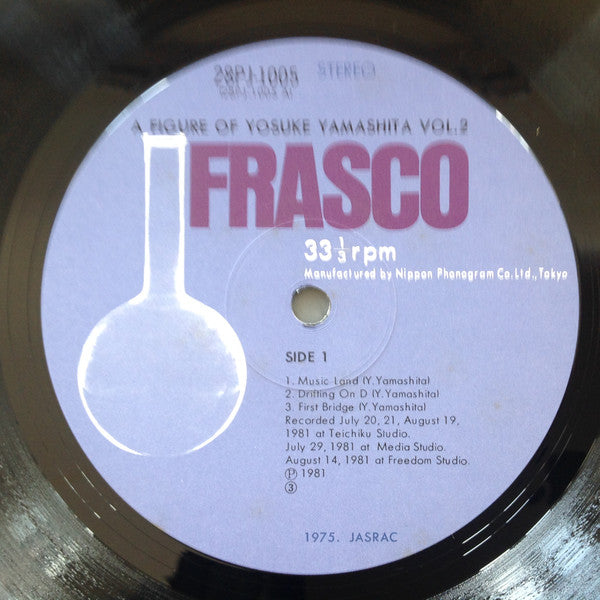 28PJ-1005 STEREO
A FIGURE OF YOSUKE YAMASHITA VOL.2
FRASCO
33 1/3 rpm
Manufactured by Nippon Phonogram Co.Ltd.,Tokyo
SIDE 1
1. Music Land (Y.Yamashita)
2. Drifting On D (Y.Yamashita)
3. First Bridge (Y.Yamashita)
Recorded July 20, 21, August 19,
1981 at Teichiku Studio.
July 29, 1981 at Media Studio.
August 14, 1981 at Freedom Studio.
Ⓟ 1981
③
1975. JASRAC